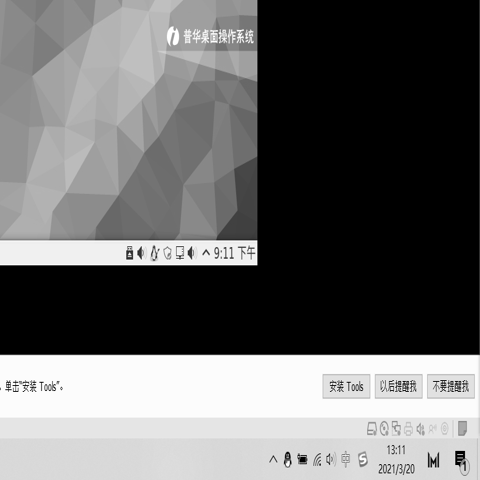 普华桌面操作系统
9:11 下午
，单击“安装 Tools”。
安装 Tools
以后提醒我
不要提醒我
中
13:11
2021/3/20
1